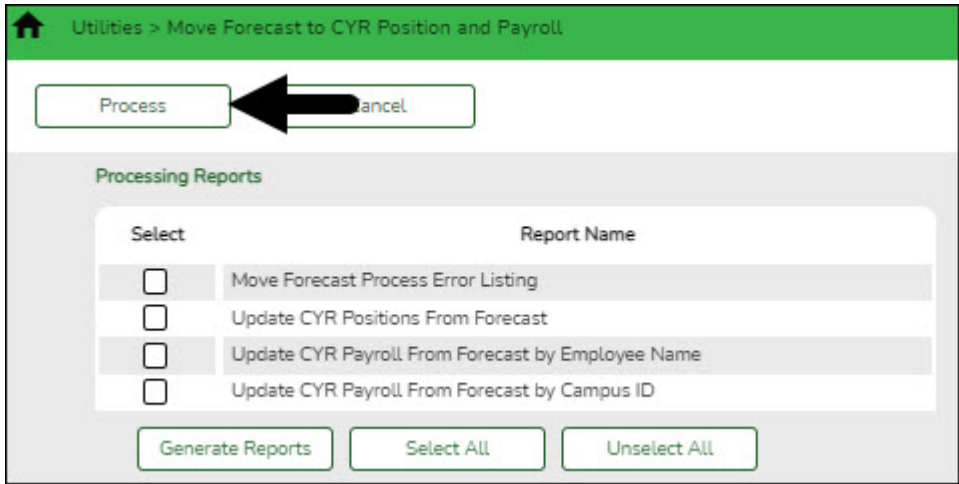 Utilities > Move Forecast to CYR Position and Payroll
Process ancel
Processing Reports
Select Report Name
Move Forecast Process Error Listing
Update CYR Positions From Forecast
Update CYR Payroll From Forecast by Employee Name
Update CYR Payroll From Forecast by Campus ID
Generate Reports Select All Unselect All